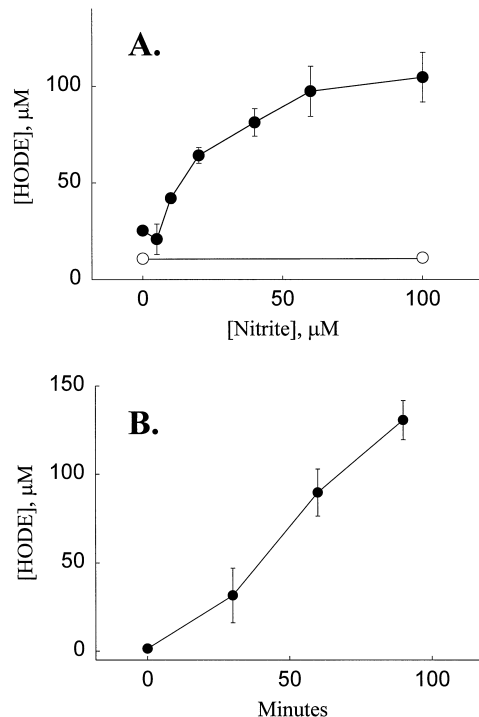 A.
[HODE], μM
100
50
0
0 50 100
[Nitrite], μM
B.
[HODE], μM
150
100
50
0
0 50 100
Minutes